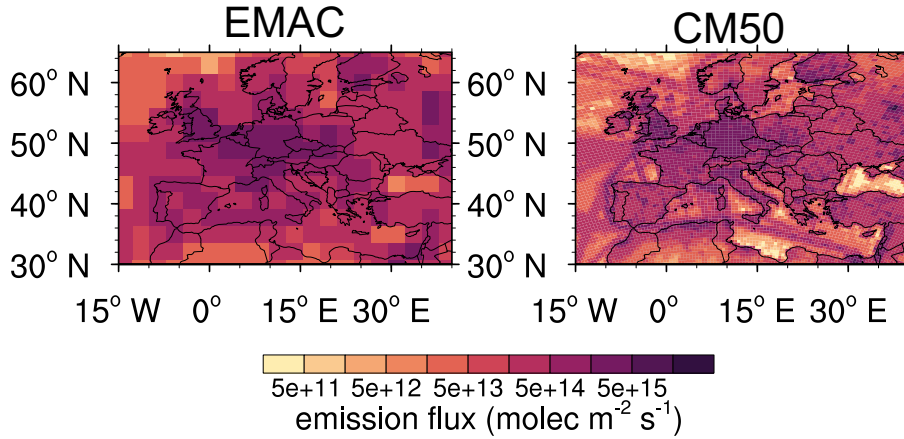 EMAC CM50
60° N 60° N
50° N 50° N
40° N 40° N
30° N 30° N
15° W 0° 15° E 30° E 15° W 0° 15° E 30° E
5e+11 5e+12 5e+13 5e+14 5e+15
emission flux (molec m⁻² s⁻¹)